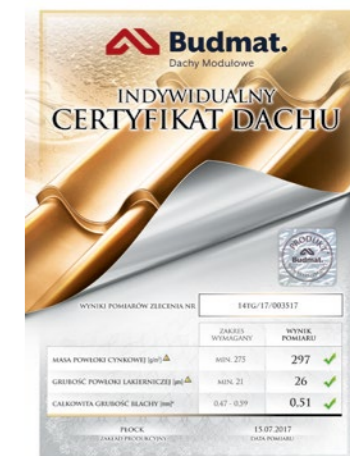 Budmat.
Dachy Modułowe
INDYWIDUALNY
CERTYFIKAT DACHU
PRODUKT
Budmat.
WYNIKI POMIARÓW ZLECENIA NR 14TG/17/003517
ZAKRES WYMAGANY WYNIK POMIARU
MASA POWŁOKI CYNKOWEJ [g/m²] MIN. 275 297
GRUBOŚĆ POWŁOKI LAKIERNICZEJ [µm] MIN. 21 26
CAŁKOWITA GRUBOŚĆ BLACHY [mm]* 0,47 - 0,59 0,51
PŁOCK 15.07.2017
ZAKŁAD PRODUKCYJNY DATA POMIARU